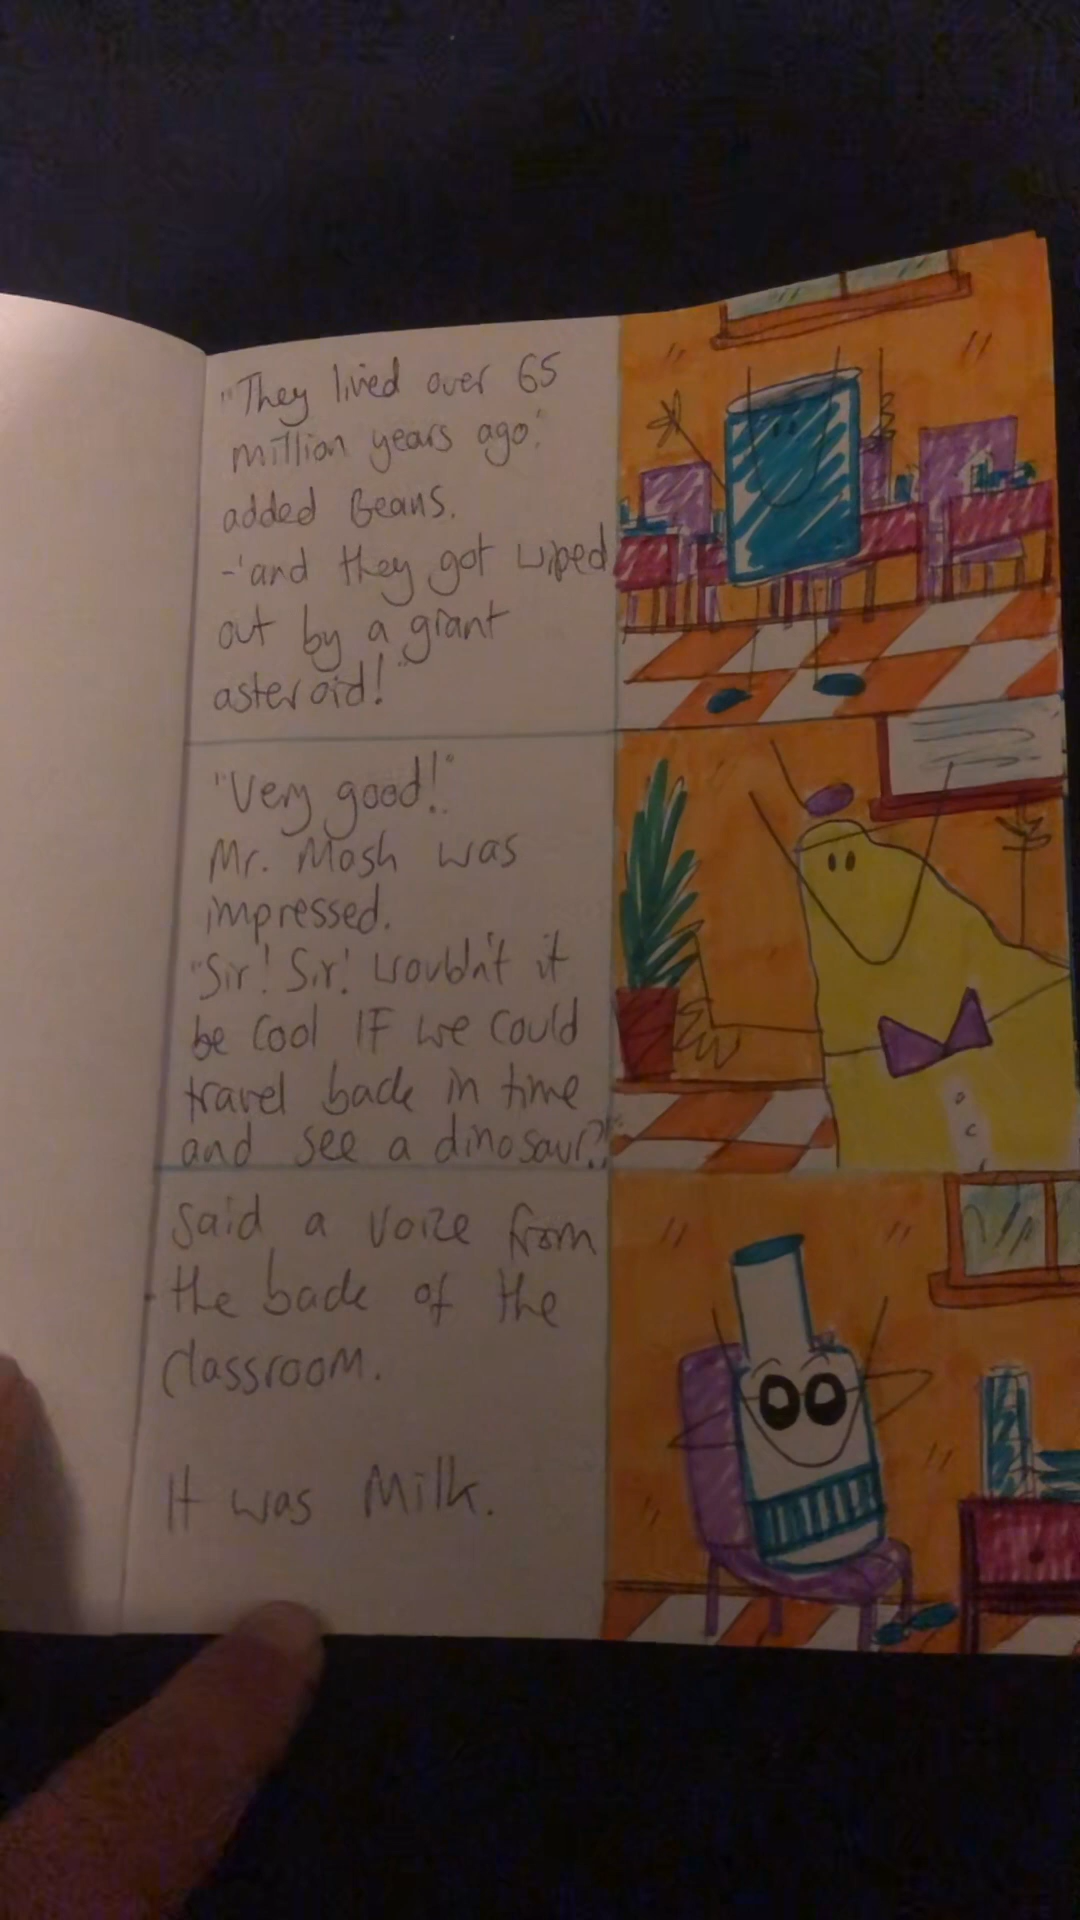 "They lived over 65
million years ago."
added Beans.
-"and they got wiped
out by a giant
asteroid!"
"Very good!"
Mr. Mash was
impressed.
"Sir! Sir! Wouldn't it
be cool IF we could
travel back in time
and see a dinosaur?!"
said a voice from
the back of the
classroom.
It was Milk.